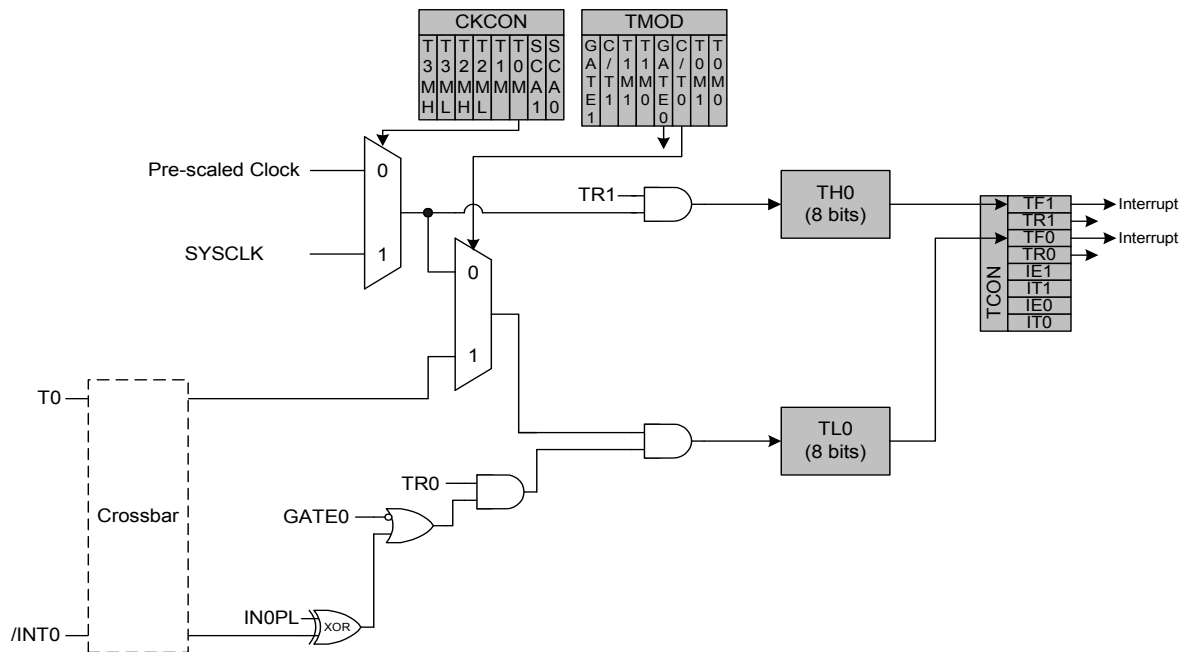 CKCON
T3MH T3ML T2MH T2ML T1M T0M SCA1 SCA0
TMOD
GATE1 C/T1 T1M1 T1M0 GATE0 C/T0 T0M1 T0M0
Pre-scaled Clock
0
SYSCLK
1
TR1
TH0
(8 bits)
0
1
TCON
TF1
TR1
TF0
TR0
IE1
IT1
IE0
IT0
Interrupt
Interrupt
T0
Crossbar
TL0
(8 bits)
TR0
GATE0
IN0PL
XOR
/INT0